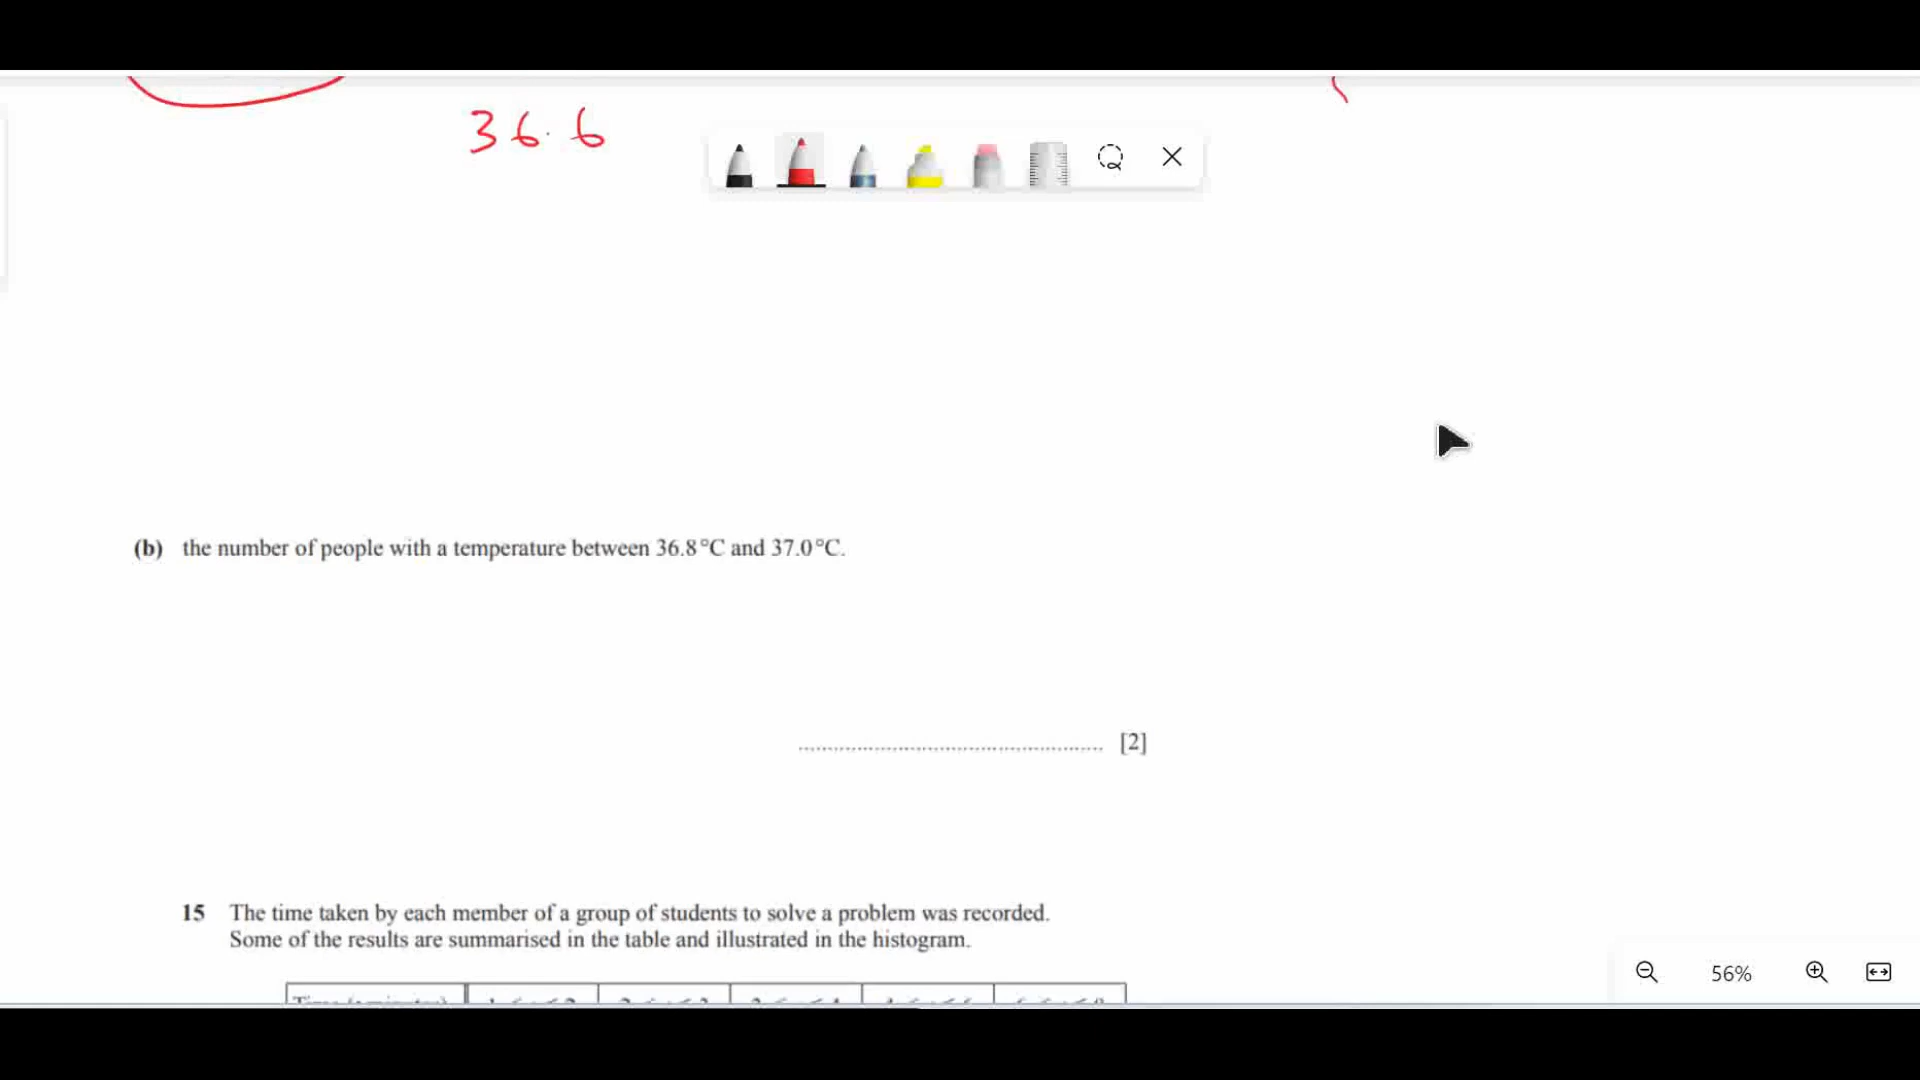 36.6
(b) the number of people with a temperature between 36.8°C and 37.0°C.
[2]
15 The time taken by each member of a group of students to solve a problem was recorded.
Some of the results are summarised in the table and illustrated in the histogram.
56%